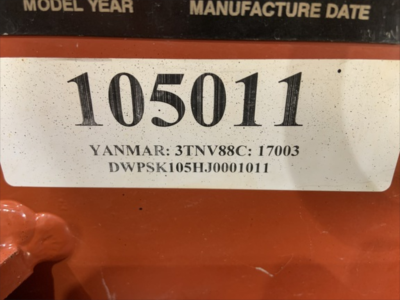 MODEL YEAR MANUFACTURE DATE
105011
YANMAR: 3TNV88C: 17003
DWPSK105HJ0001011